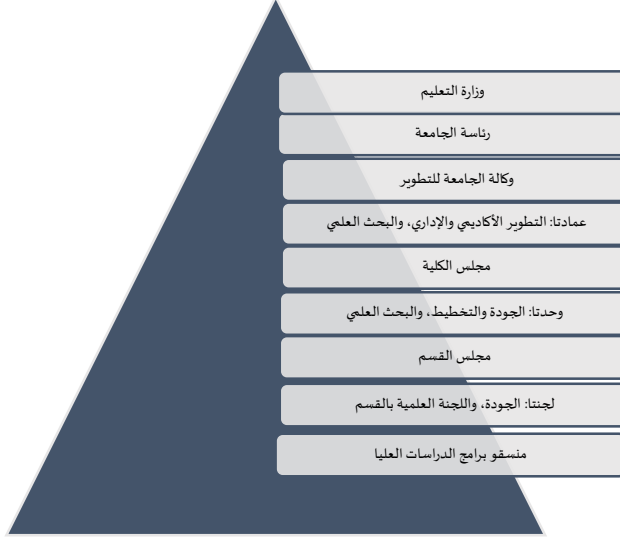 وزارة التعليم
رئاسة الجامعة
وكالة الجامعة للتطوير
عمادتا: التطوير الأكاديمي والإداري، والبحث العلمي
مجلس الكلية
وحدتا: الجودة والتخطيط، والبحث العلمي
مجلس القسم
لجنتا: الجودة، واللجنة العلمية بالقسم
منسقو برامج الدراسات العليا